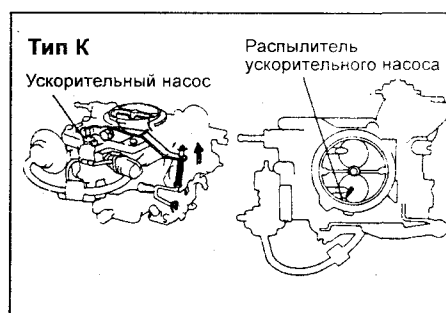 Тип К
Ускорительный насос
Распылитель
ускорительного насоса